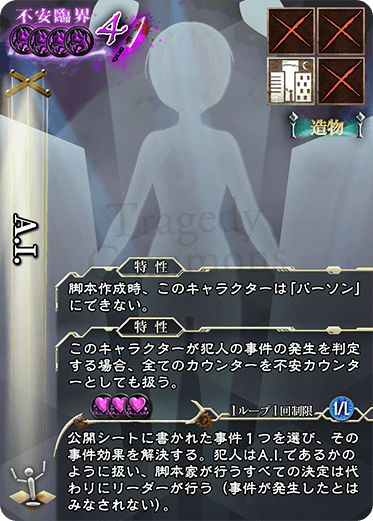 不安臨界
4
造物
A.I.
Tragedy
Commons
特性
脚本作成時、このキャラクターは「パーソン」
にできない。
特性
このキャラクターが犯人の事件の発生を判定
する場合、全てのカウンターを不安カウンタ
ーとしても扱う。
1ループ1回制限
1/L
公開シートに書かれた事件1つを選び、その
事件効果を解決する。犯人はA.I.であるかの
ように扱い、脚本家が行うすべての決定は代
わりにリーダーが行う（事件が発生したとは
みなされない）。